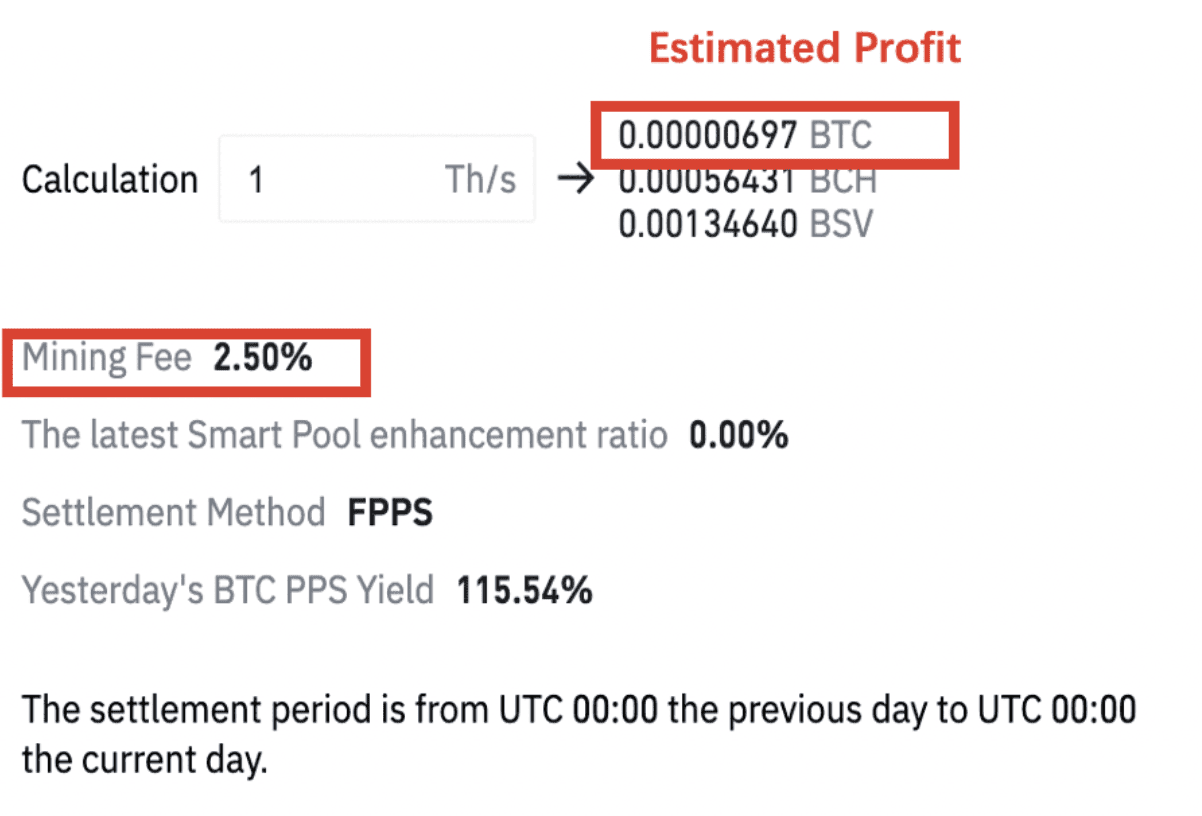 Estimated Profit
0.00000697 BTC
Calculation 1 Th/s → 0.00056431 BCH
0.00134640 BSV
Mining Fee 2.50%
The latest Smart Pool enhancement ratio 0.00%
Settlement Method FPPS
Yesterday's BTC PPS Yield 115.54%
The settlement period is from UTC 00:00 the previous day to UTC 00:00
the current day.